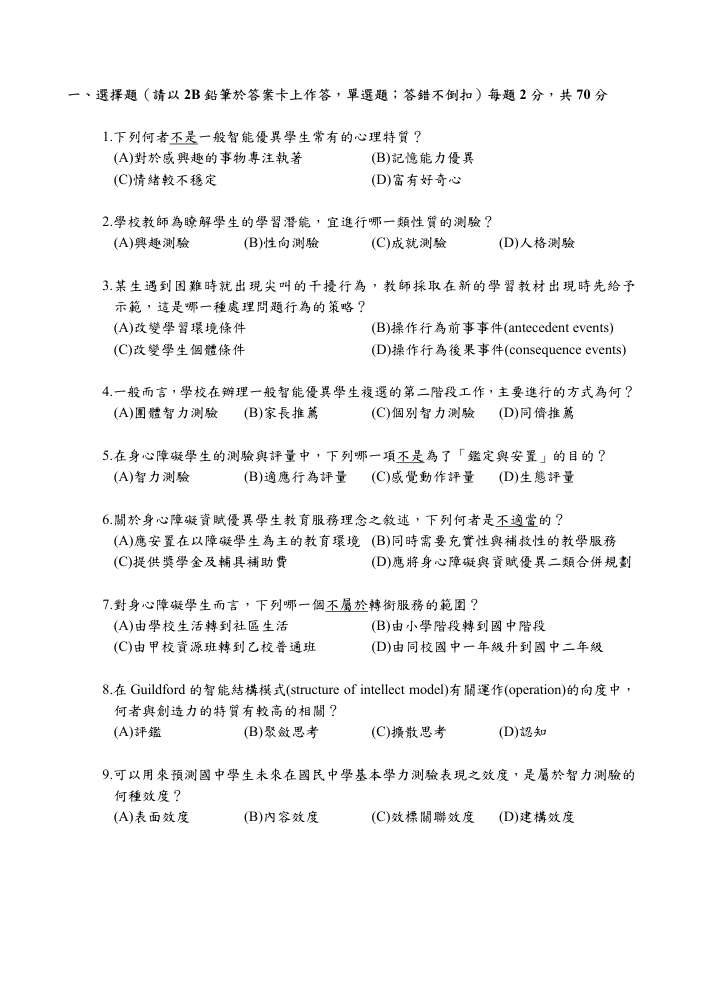 一、選擇題（請以 2B 鉛筆於答案卡上作答，單選題；答錯不倒扣）每題 2 分，共 70 分
1.下列何者不是一般智能優異學生常有的心理特質？
(A)對於感興趣的事物專注執著 (B)記憶能力優異
(C)情緒較不穩定 (D)富有好奇心
2.學校教師為瞭解學生的學習潛能，宜進行哪一類性質的測驗？
(A)興趣測驗 (B)性向測驗 (C)成就測驗 (D)人格測驗
3.某生遇到困難時就出現尖叫的干擾行為，教師採取在新的學習教材出現時先給予
示範，這是哪一種處理問題行為的策略？
(A)改變學習環境條件 (B)操作行為前事事件(antecedent events)
(C)改變學生個體條件 (D)操作行為後果事件(consequence events)
4.一般而言，學校在辦理一般智能優異學生複選的第二階段工作，主要進行的方式為何？
(A)團體智力測驗 (B)家長推薦 (C)個別智力測驗 (D)同儕推薦
5.在身心障礙學生的測驗與評量中，下列哪一項不是為了「鑑定與安置」的目的？
(A)智力測驗 (B)適應行為評量 (C)感覺動作評量 (D)生態評量
6.關於身心障礙資賦優異學生教育服務理念之敘述，下列何者是不適當的？
(A)應安置在以障礙學生為主的教育環境 (B)同時需要充實性與補救性的教學服務
(C)提供獎學金及輔具補助費 (D)應將身心障礙與資賦優異二類合併規劃
7.對身心障礙學生而言，下列哪一個不屬於轉銜服務的範圍？
(A)由學校生活轉到社區生活 (B)由小學階段轉到國中階段
(C)由甲校資源班轉到乙校普通班 (D)由同校國中一年級升到國中二年級
8.在 Guildford 的智能結構模式(structure of intellect model)有關運作(operation)的向度中，
何者與創造力的特質有較高的相關？
(A)評鑑 (B)聚斂思考 (C)擴散思考 (D)認知
9.可以用來預測國中學生未來在國民中學基本學力測驗表現之效度，是屬於智力測驗的
何種效度？
(A)表面效度 (B)內容效度 (C)效標關聯效度 (D)建構效度